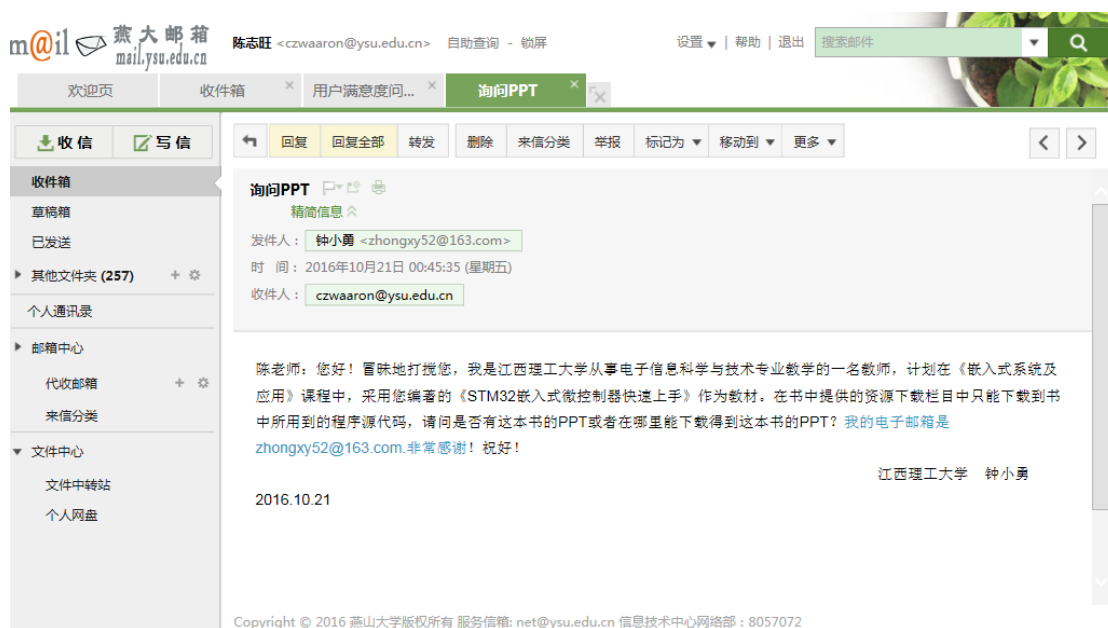 m@il 燕大邮箱
mail.ysu.edu.cn
陈志旺 <czwaaron@ysu.edu.cn> 自助查询 - 锁屏
设置 | 帮助 | 退出
搜索邮件
欢迎页
收件箱
用户满意度问...
询问PPT
收信
写信
回复
回复全部
转发
删除
来信分类
举报
标记为
移动到
更多
收件箱
草稿箱
已发送
其他文件夹 (257)
个人通讯录
邮箱中心
代收邮箱
来信分类
文件中心
文件中转站
个人网盘
询问PPT
精简信息
发件人： 钟小勇 <zhongxy52@163.com>
时 间：2016年10月21日 00:45:35 (星期五)
收件人： czwaaron@ysu.edu.cn
陈老师：您好！冒昧地打搅您，我是江西理工大学从事电子信息科学与技术专业教学的一名教师，计划在《嵌入式系统及
应用》课程中，采用您编著的《STM32嵌入式微控制器快速上手》作为教材。在书中提供的资源下载栏目中只能下载到书
中所用到的程序源代码，请问是否有这本书的PPT或者在哪里能下载得到这本书的PPT？我的电子邮箱是
zhongxy52@163.com.非常感谢！祝好！
江西理工大学 钟小勇
2016.10.21
Copyright © 2016 燕山大学版权所有 服务信箱: net@ysu.edu.cn 信息技术中心网络部：8057072